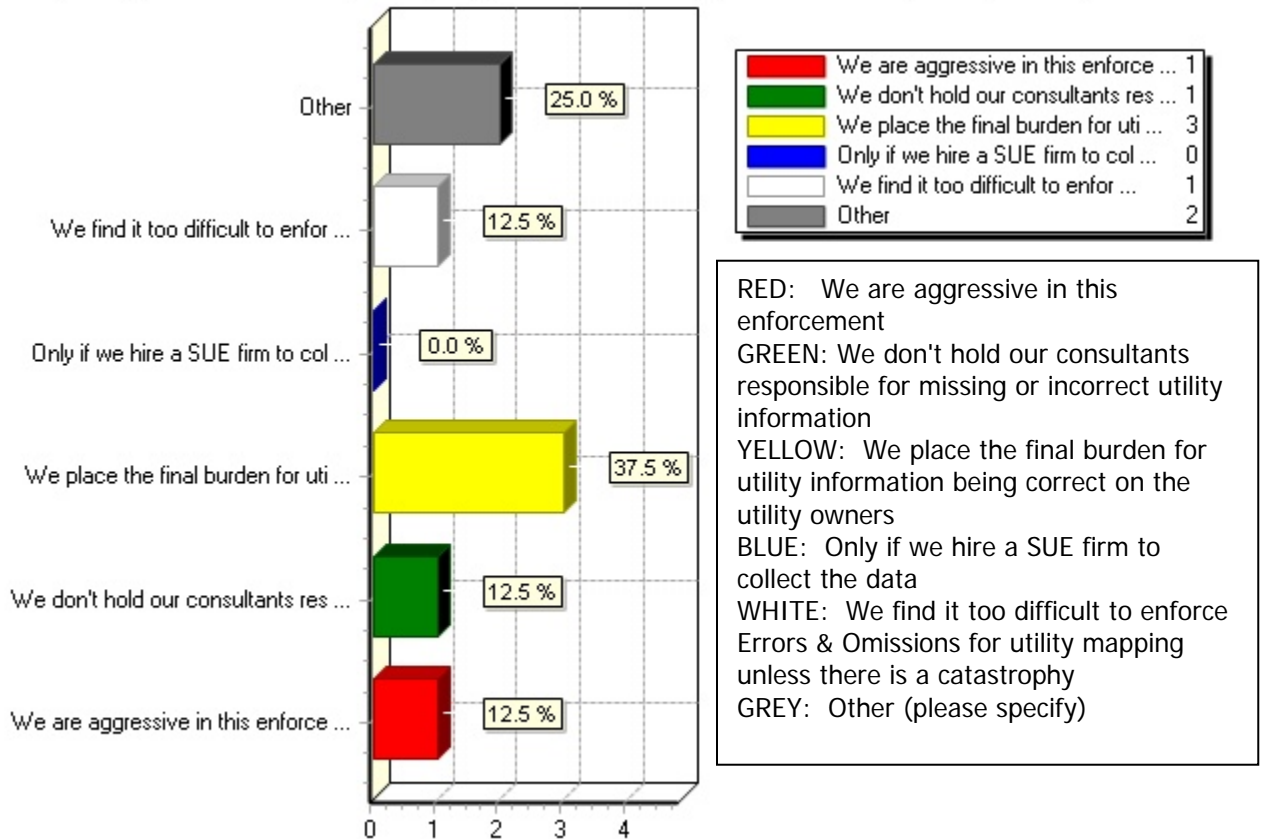 Other
25.0 %
We find it too difficult to enfor ...
12.5 %
Only if we hire a SUE firm to col ...
0.0 %
We place the final burden for uti ...
37.5 %
We don't hold our consultants res ...
12.5 %
We are aggressive in this enforce ...
12.5 %
0 1 2 3 4
We are aggressive in this enforce ... 1
We don't hold our consultants res ... 1
We place the final burden for uti ... 3
Only if we hire a SUE firm to col ... 0
We find it too difficult to enfor ... 1
Other 2
RED: We are aggressive in this
enforcement
GREEN: We don't hold our consultants
responsible for missing or incorrect utility
information
YELLOW: We place the final burden for
utility information being correct on the
utility owners
BLUE: Only if we hire a SUE firm to
collect the data
WHITE: We find it too difficult to enforce
Errors & Omissions for utility mapping
unless there is a catastrophy
GREY: Other (please specify)